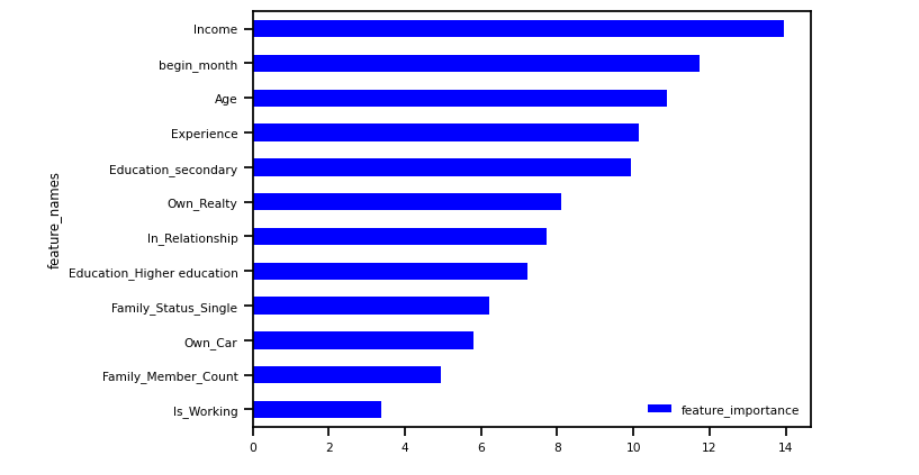 Income
begin_month
Age
Experience
Education_secondary
Own_Realty
In_Relationship
Education_Higher education
Family_Status_Single
Own_Car
Family_Member_Count
Is_Working
feature_names
feature_importance
0 2 4 6 8 10 12 14